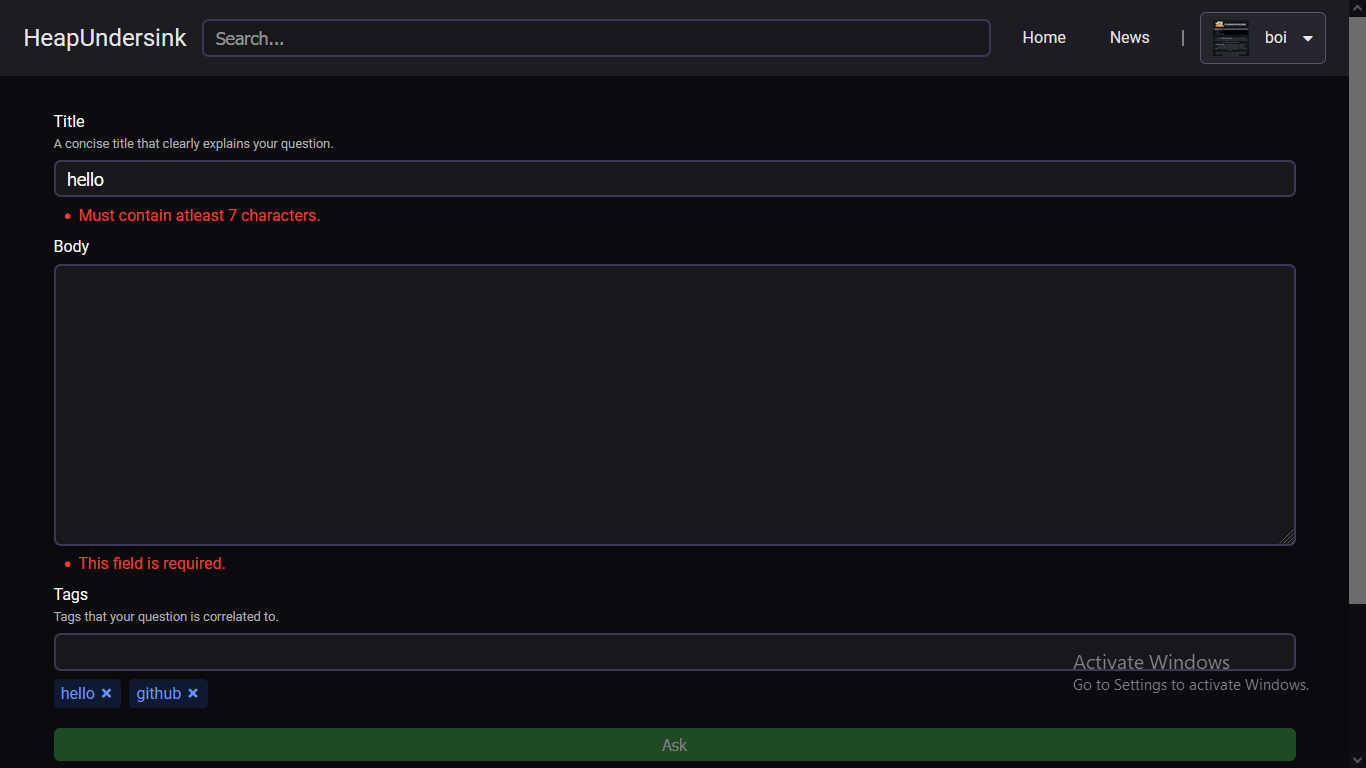 HeapUndersink Search... Home News | boi
Title
A concise title that clearly explains your question.
hello
• Must contain atleast 7 characters.
Body
• This field is required.
Tags
Tags that your question is correlated to.
Activate Windows
Go to Settings to activate Windows.
hello × github ×
Ask